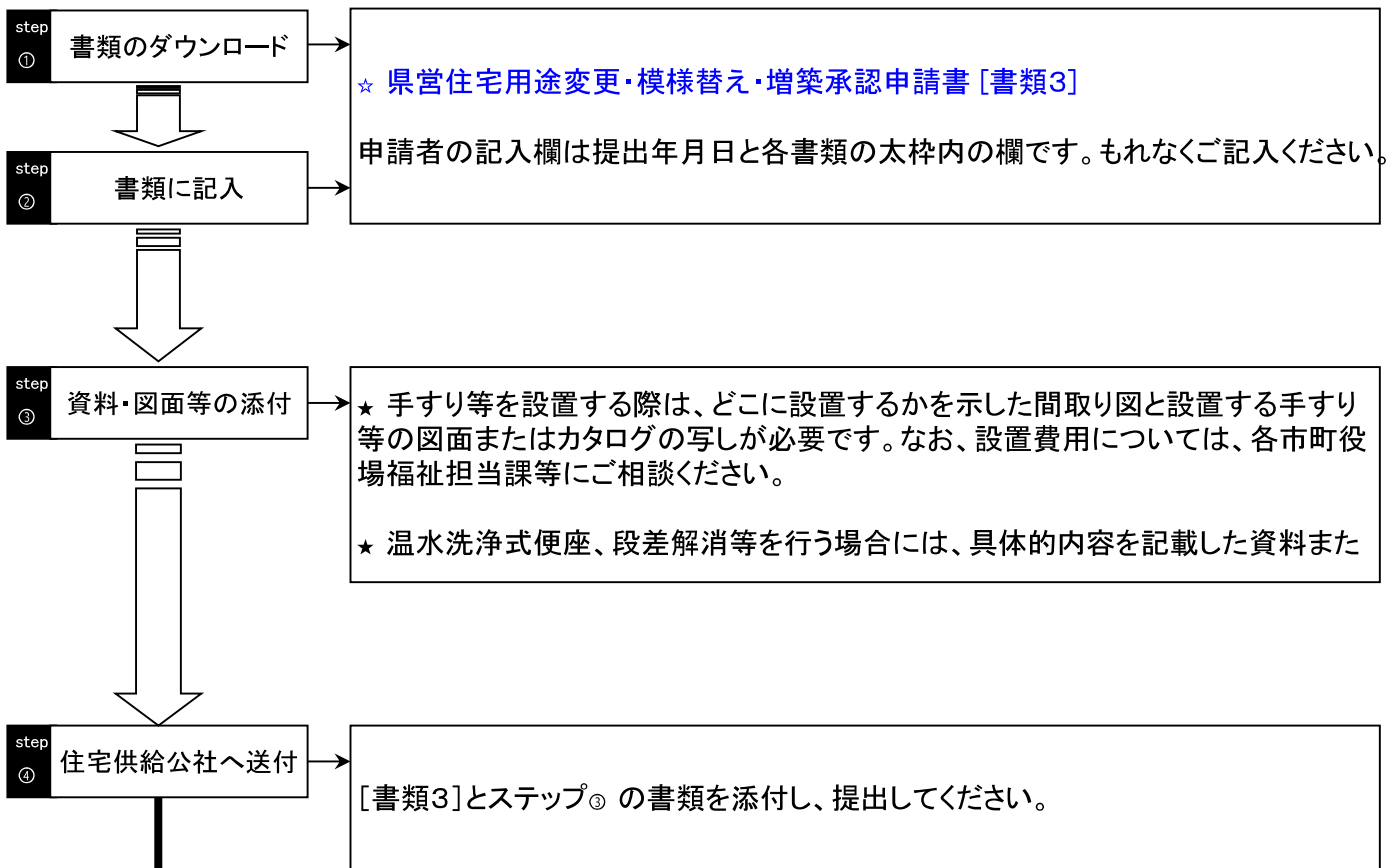 step
①
書類のダウンロード
☆ 県営住宅用途変更・模様替え・増築承認申請書 [書類3]
申請者の記入欄は提出年月日と各書類の太枠内の欄です。もれなくご記入ください。
step
②
書類に記入
step
③
資料・図面等の添付
★ 手すり等を設置する際は、どこに設置するかを示した間取り図と設置する手すり
等の図面またはカタログの写しが必要です。なお、設置費用については、各市町役
場福祉担当課等にご相談ください。
★ 温水洗浄式便座、段差解消等を行う場合には、具体的内容を記載した資料また
step
④
住宅供給公社へ送付
[書類3]とステップ③ の書類を添付し、提出してください。